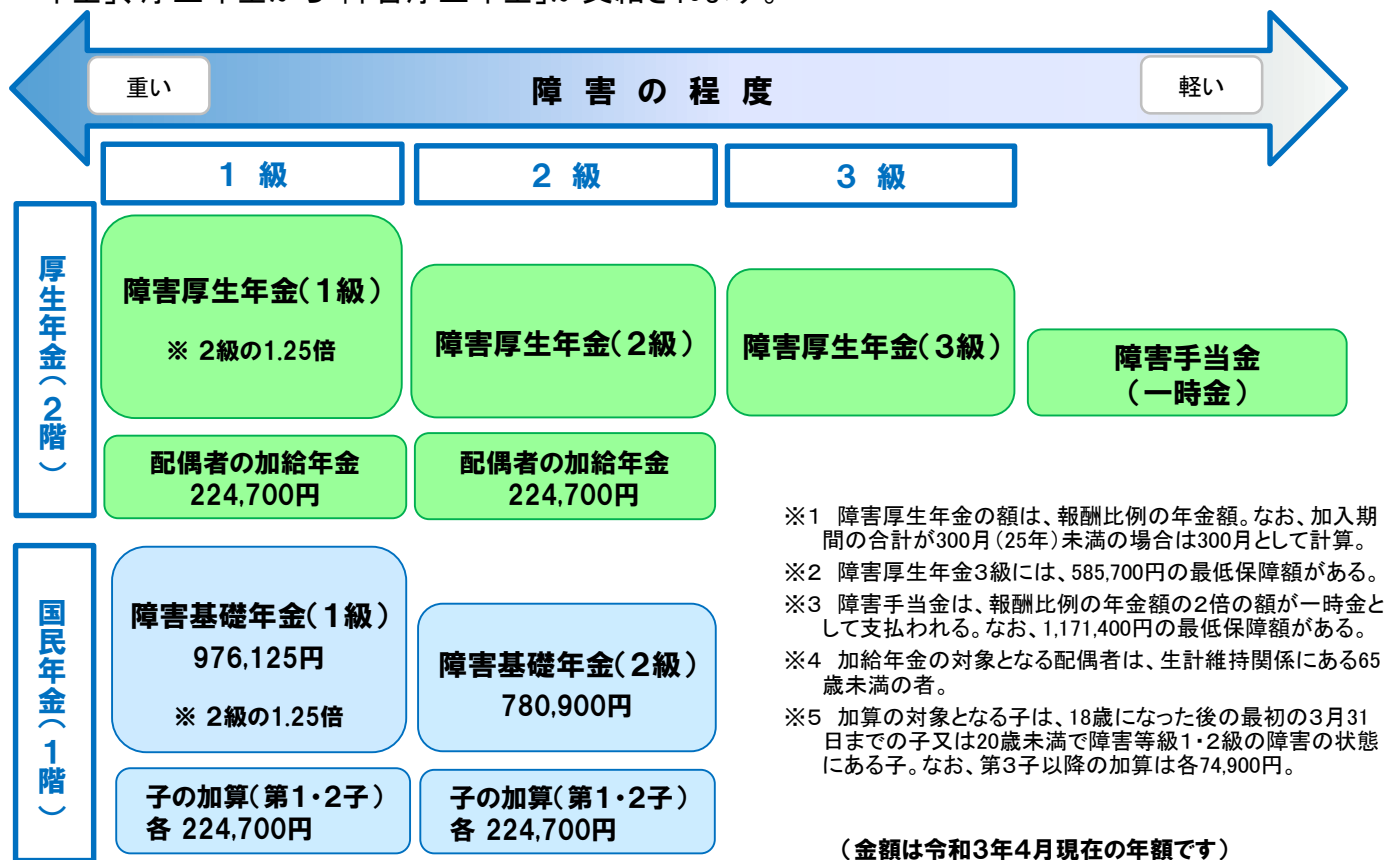 重い
障害の程度
軽い
1 級
2 級
3 級
厚生年金(2階)
障害厚生年金(1級)
※ 2級の1.25倍
障害厚生年金(2級)
障害厚生年金(3級)
障害手当金
(一時金)
配偶者の加給年金
224,700円
配偶者の加給年金
224,700円
国民年金(1階)
障害基礎年金(1級)
976,125円
※ 2級の1.25倍
障害基礎年金(2級)
780,900円
子の加算(第1・2子)
各 224,700円
子の加算(第1・2子)
各 224,700円
※1 障害厚生年金の額は、報酬比例の年金額。なお、加入期
間の合計が300月(25年)未満の場合は300月として計算。
※2 障害厚生年金3級には、585,700円の最低保障額がある。
※3 障害手当金は、報酬比例の年金額の2倍の額が一時金と
して支払われる。なお、1,171,400円の最低保障額がある。
※4 加給年金の対象となる配偶者は、生計維持関係にある65
歳未満の者。
※5 加算の対象となる子は、18歳になった後の最初の3月31
日までの子又は20歳未満で障害等級1・2級の障害の状態
にある子。なお、第3子以降の加算は各74,900円。
(金額は令和3年4月現在の年額です)